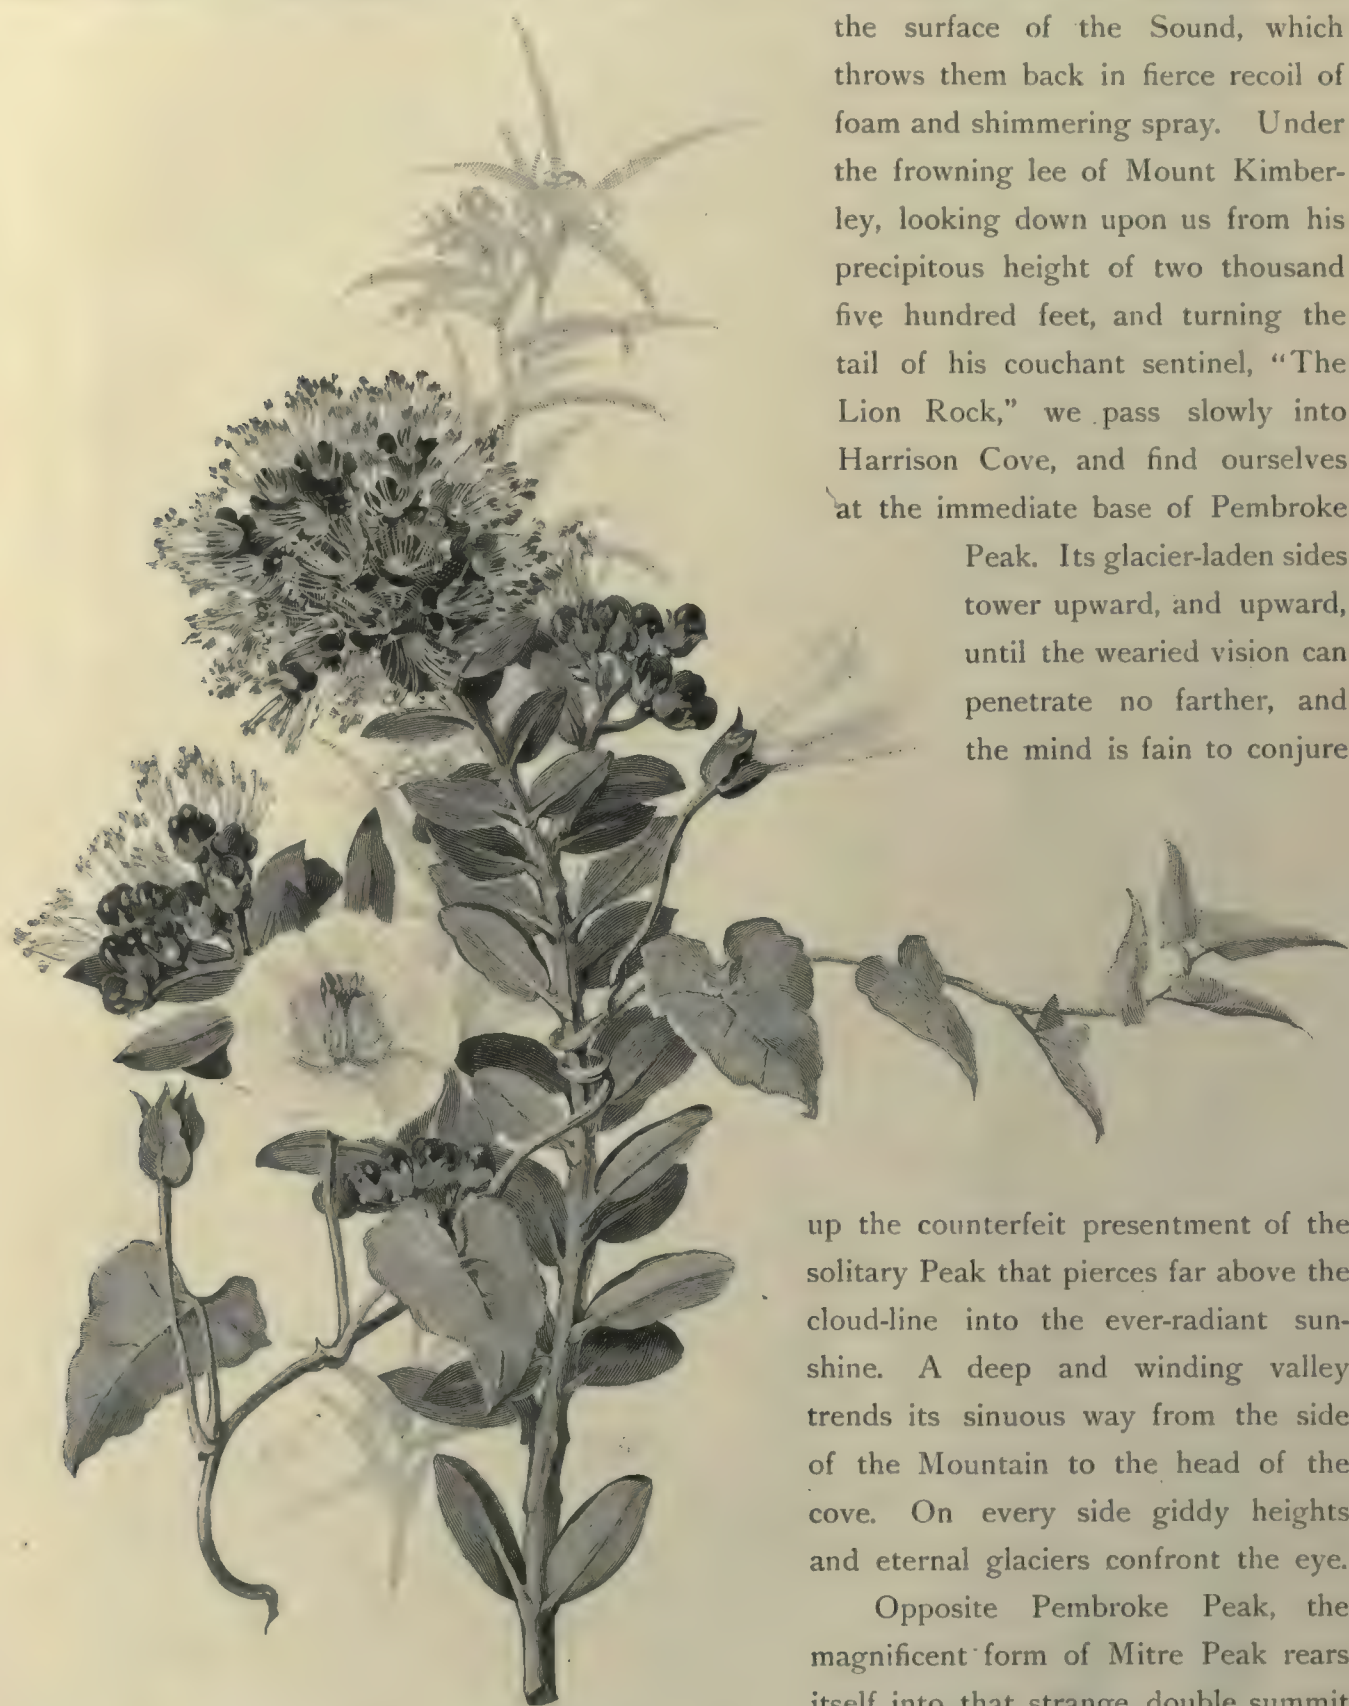 the surface of the Sound, which
throws them back in fierce recoil of
foam and shimmering spray. Under
the frowning lee of Mount Kimber-
ley, looking down upon us from his
precipitous height of two thousand
five hundred feet, and turning the
tail of his couchant sentinel, “The
Lion Rock,” we pass slowly into
Harrison Cove, and find ourselves
at the immediate base of Pembroke
Peak. Its glacier-laden sides
tower upward, and upward,
until the wearied vision can
penetrate no farther, and
the mind is fain to conjure
up the counterfeit presentment of the
solitary Peak that pierces far above the
cloud-line into the ever-radiant sun-
shine. A deep and winding valley
trends its sinuous way from the side
of the Mountain to the head of the
cove. On every side giddy heights
and eternal glaciers confront the eye.
Opposite Pembroke Peak, the
magnificent form of Mitre Peak rears
itself into that strange double summit